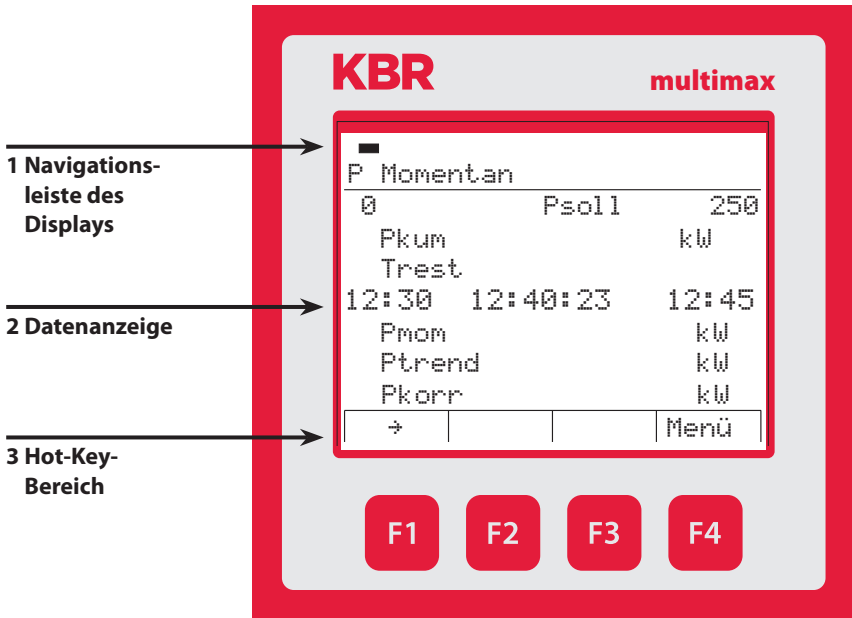 KBR
multimax
1 Navigations-
leiste des
Displays
P Momentan
0 Psoll 250
Pkum kW
Trest
12:30 12:40:23 12:45
2 Datenanzeige
Pmom kW
Ptrend kW
Pkorr kW
→ Menü
3 Hot-Key-
Bereich
F1 F2 F3 F4